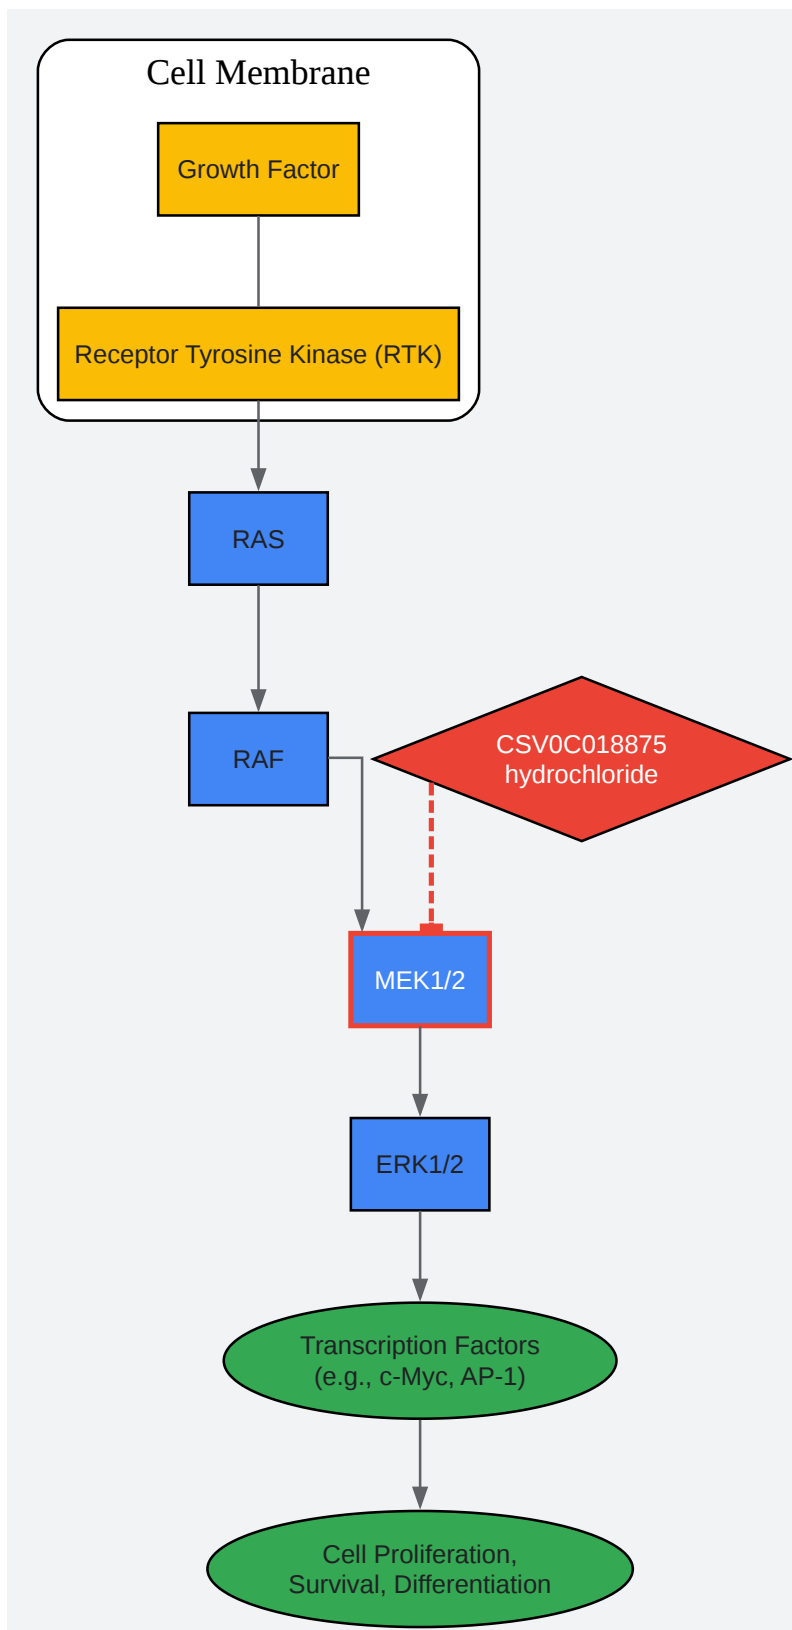 Cell Membrane
Growth Factor
Receptor Tyrosine Kinase (RTK)
RAS
RAF
CSV0C018875
hydrochloride
MEK1/2
ERK1/2
Transcription Factors
(e.g., c-Myc, AP-1)
Cell Proliferation,
Survival, Differentiation